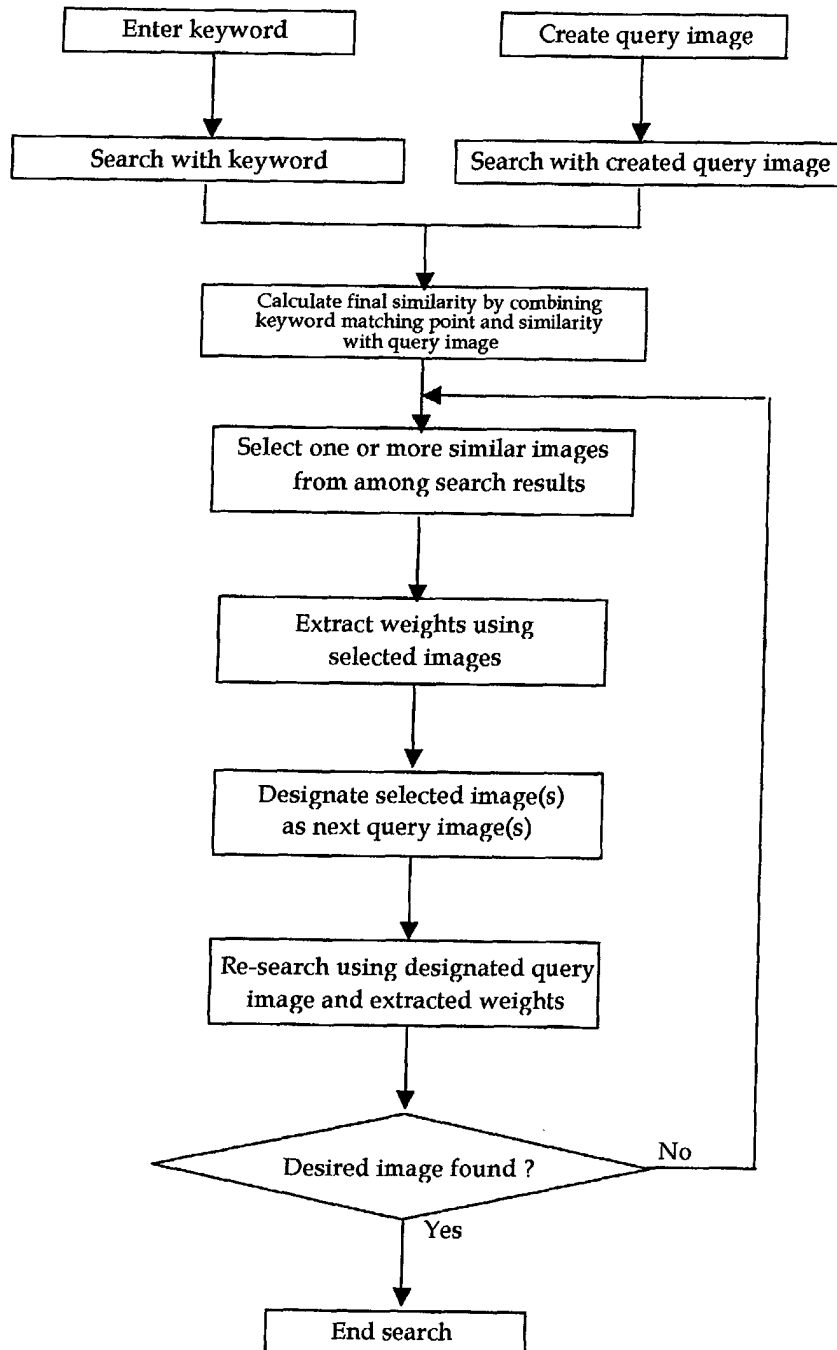 Enter keyword
Create query image
Search with keyword
Search with created query image
Calculate final similarity by combining
keyword matching point and similarity
with query image
Select one or more similar images
from among search results
Extract weights using
selected images
Designate selected image(s)
as next query image(s)
Re-search using designated query
image and extracted weights
Desired image found ?
No
Yes
End search